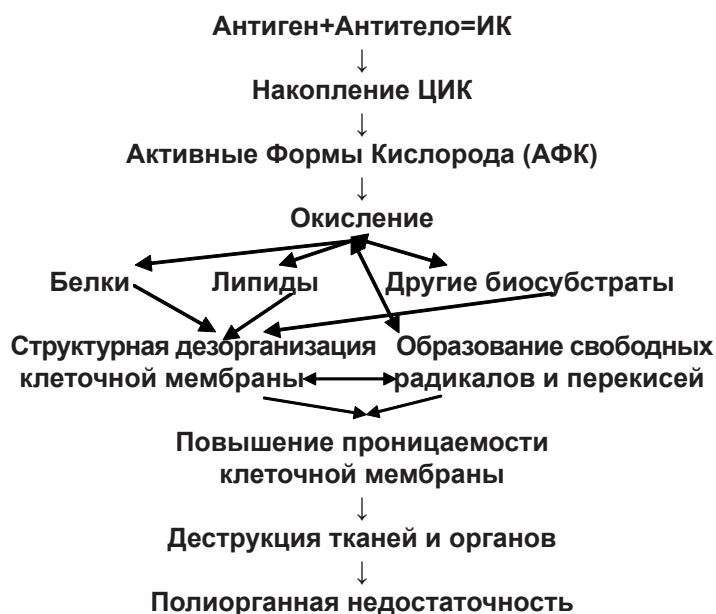 Антиген+Антитело=ИК
↓
Накопление ЦИК
↓
Активные Формы Кислорода (АФК)
↓
Окисление
Белки Липиды Другие биосубстраты
Структурная дезорганизация Образование свободных
клеточной мембраны радикалов и перекисей
Повышение проницаемости
клеточной мембраны
↓
Деструкция тканей и органов
↓
Полиорганная недостаточность